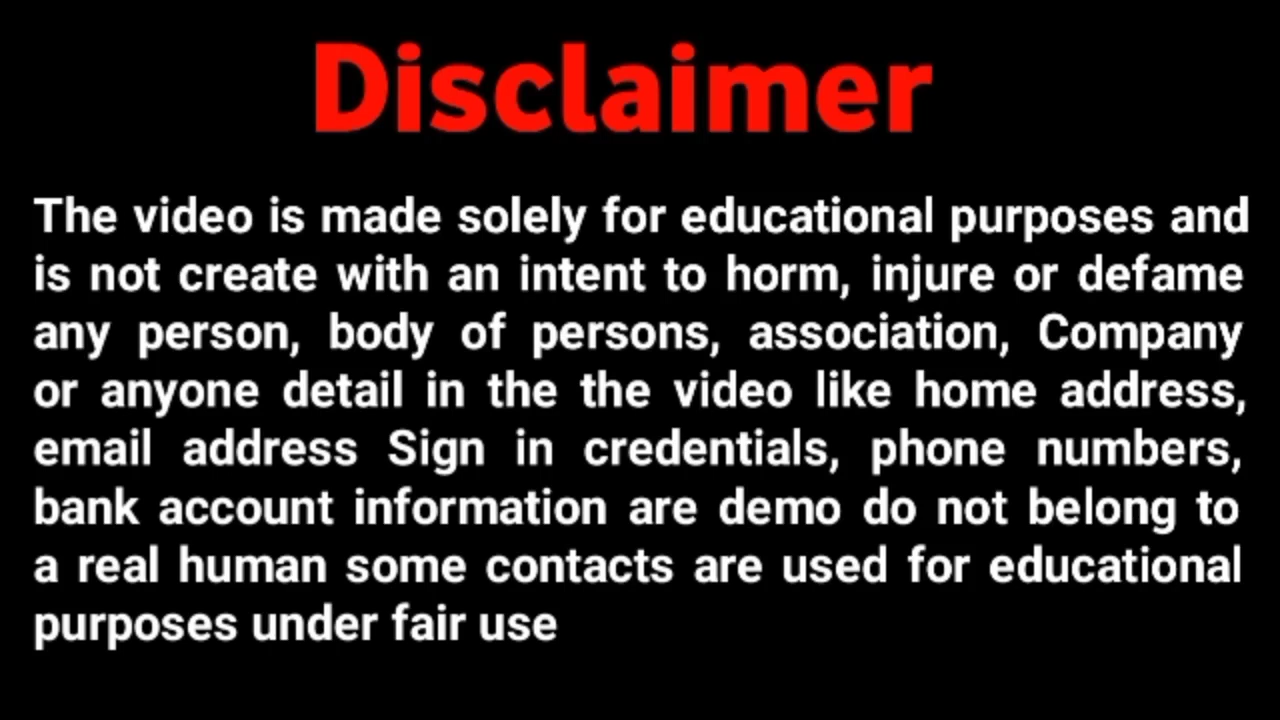 Disclaimer
The video is made solely for educational purposes and
is not create with an intent to horm, injure or defame
any person, body of persons, association, Company
or anyone detail in the the video like home address,
email address Sign in credentials, phone numbers,
bank account information are demo do not belong to
a real human some contacts are used for educational
purposes under fair use